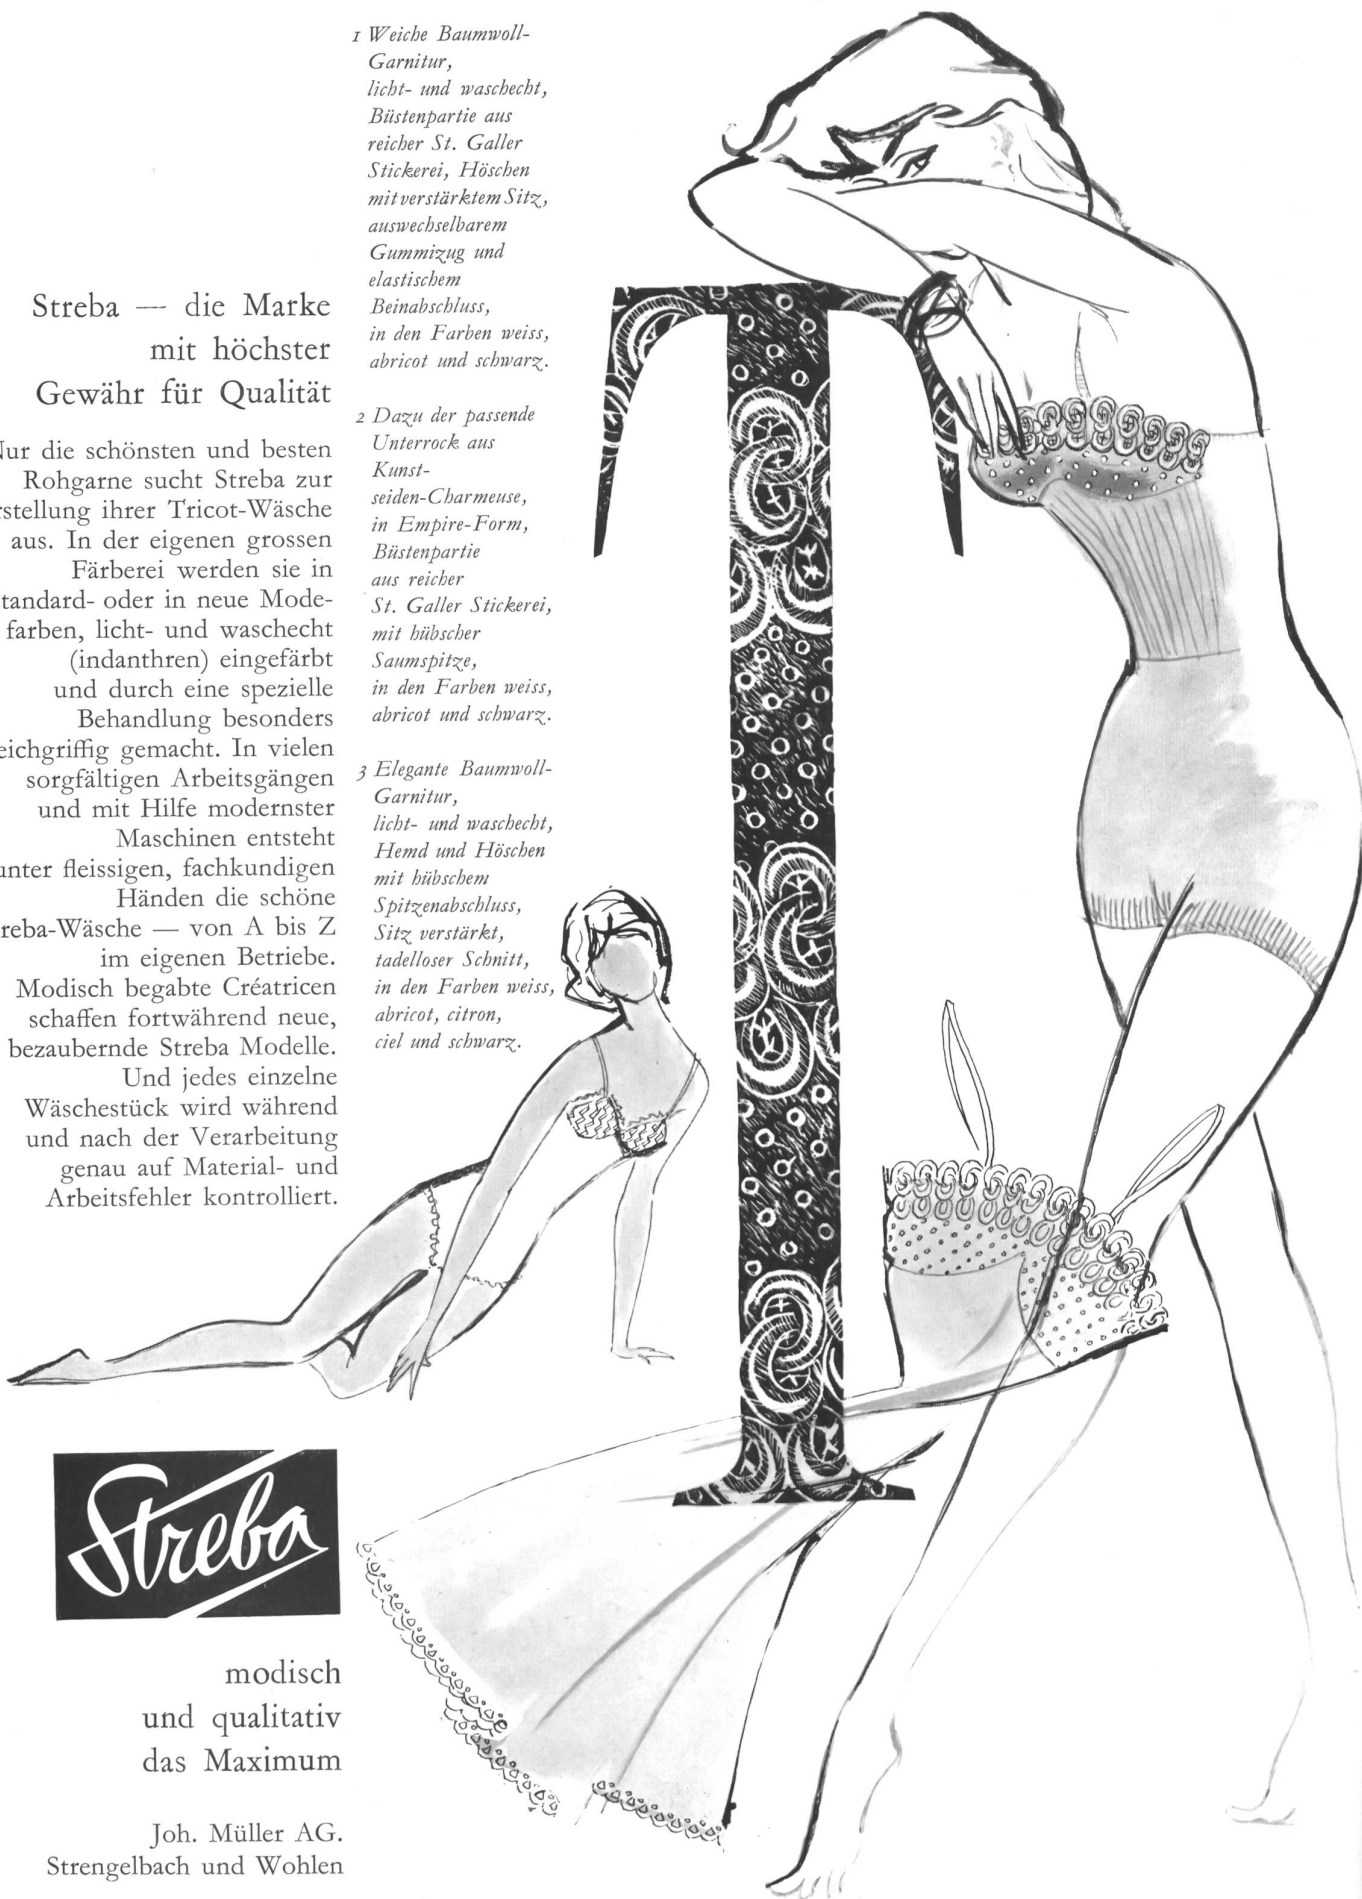 Streba — die Marke
mit höchster
Gewähr für Qualität
Nur die schönsten und besten
Rohgarne sucht Streba zur
rstellung ihrer Tricot-Wäsche
aus. In der eigenen grossen
Färberei werden sie in
tandard- oder in neue Mode-
farben, licht- und waschecht
(indanthren) eingefärbt
und durch eine spezielle
Behandlung besonders
eichgriffig gemacht. In vielen
sorgfältigen Arbeitsgängen
und mit Hilfe modernster
Maschinen entsteht
unter fleissigen, fachkundigen
Händen die schöne
reba-Wäsche — von A bis Z
im eigenen Betriebe.
Modisch begabte Créatricen
schaffen fortwährend neue,
bezaubernde Streba Modelle.
Und jedes einzelne
Wäschestück wird während
und nach der Verarbeitung
genau auf Material- und
Arbeitsfehler kontrolliert.
1 Weiche Baumwoll-
Garnitur,
licht- und waschecht,
Büstenpartie aus
reicher St. Galler
Stickerei, Höschen
mit verstärktem Sitz,
auswechselbarem
Gummizug und
elastischem
Beinabschluss,
in den Farben weiss,
abricot und schwarz.
2 Dazu der passende
Unterrock aus
Kunst-
seiden-Charmeuse,
in Empire-Form,
Büstenpartie
aus reicher
St. Galler Stickerei,
mit hübscher
Saumspitze,
in den Farben weiss,
abricot und schwarz.
3 Elegante Baumwoll-
Garnitur,
licht- und waschecht,
Hemd und Höschen
mit hübschem
Spitzenabschluss,
Sitz verstärkt,
tadelloser Schnitt,
in den Farben weiss,
abricot, citron,
ciel und schwarz.
Streba
modisch
und qualitativ
das Maximum
Joh. Müller AG.
Strengelbach und Wohlen